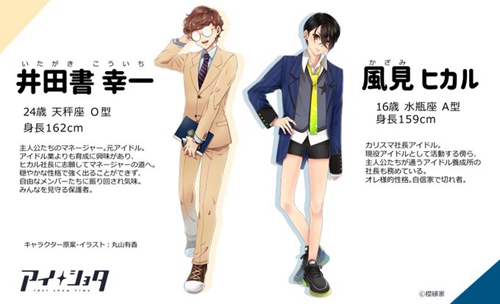 いたがき こういち
井田書 幸一
24歳 天秤座 O型
身長162cm
主人公たちのマネージャー。元アイドル。
アイドル業よりも育成に興味があり、
ヒカル社長に志願してマネージャーの道へ。
穏やかな性格で強く出ることができず、
自由なメンバーたちに振り回され気味。
みんなを見守る保護者。
キャラクター原案・イラスト:丸山有香
アイ★ショタ
idol show time
かざみ
風見 ヒカル
16歳 水瓶座 A型
身長159cm
カリスマ社長アイドル。
現役アイドルとして活動する傍ら、
主人公たちが通うアイドル養成所の
社長も務めている。
オレ様的性格。自信家で切れ者。
©櫻縁家